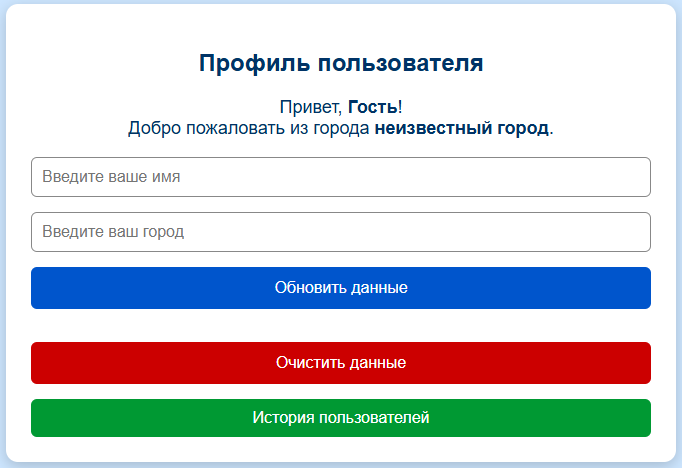 Профиль пользователя
Привет, Гость!
Добро пожаловать из города неизвестный город.
Введите ваше имя
Введите ваш город
Обновить данные
Очистить данные
История пользователей